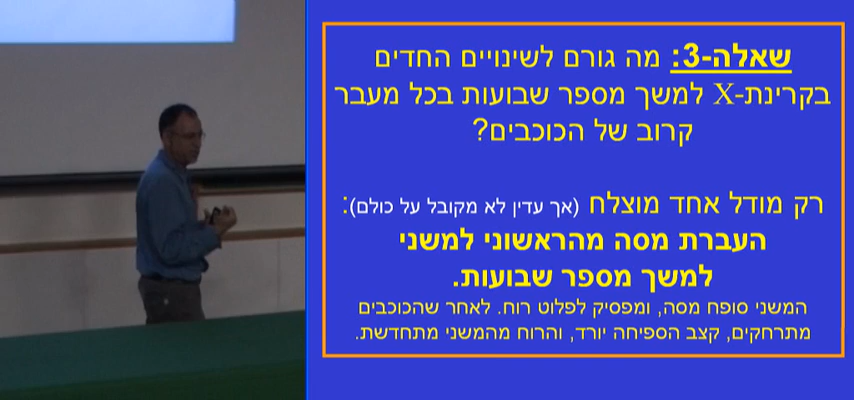 שאלה-3: מה גורם לשינויים החדים
בקרינת-X למשך מספר שבועות בכל מעבר
קרוב של הכוכבים?
רק מודל אחד מוצלח (אך עדין לא מקובל על כולם):
העברת מסה מהראשוני למשני
למשך מספר שבועות.
המשני סופח מסה, ומפסיק לפלוט רוח. לאחר שהכוכבים
מתרחקים, קצב הספיחה יורד, והרוח מהמשני מתחדשת.